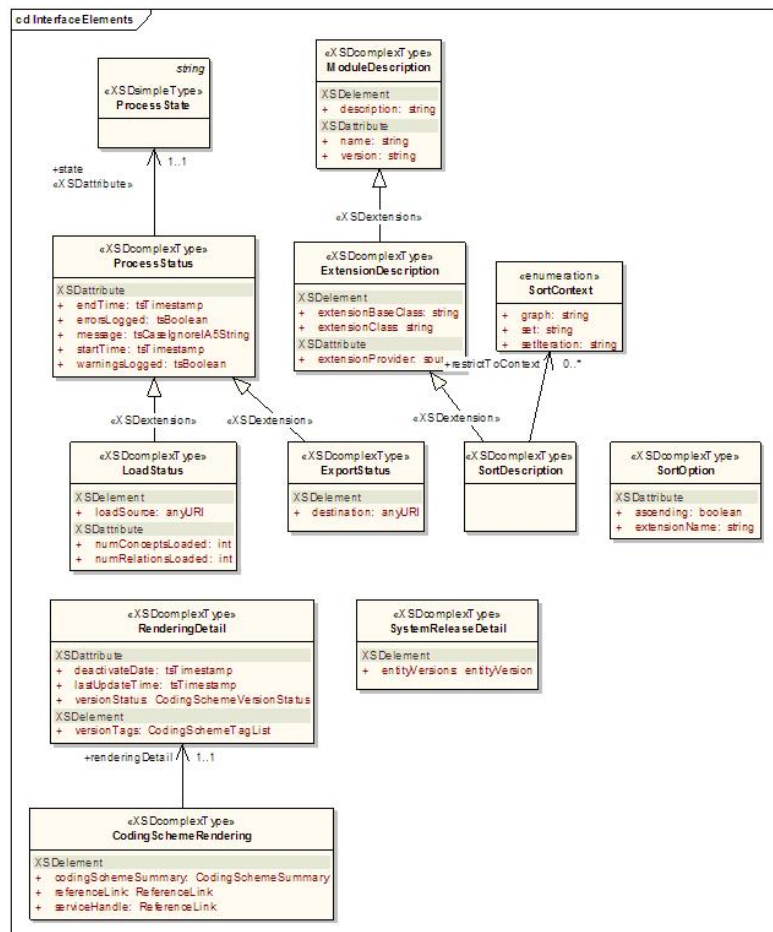 cd InterfaceElements
string
«XSDsimpleType»
ProcessState
+state
«XSDattribute»
1..1
«XSDcomplexType»
ModuleDescription
XSDelement
+ description: string
XSDattribute
+ name: string
+ version: string
«XSDextension»
«XSDcomplexType»
ProcessStatus
XSDattribute
+ endTime: tsTimestamp
+ errorsLogged: tsBoolean
+ message: tsCaseIgnoreIA5String
+ startTime: tsTimestamp
+ warningsLogged: tsBoolean
«XSDcomplexType»
ExtensionDescription
XSDelement
+ extensionBaseClass: string
+ extensionClass: string
XSDattribute
+ extensionProvider:
«enumeration»
SortContext
+ graph: string
+ set: string
+ setIteration: string
+restrictToContext
0..*
«XSDextension»
«XSDextension»
«XSDextension»
«XSDcomplexType»
LoadStatus
XSDelement
+ loadSource: anyURI
XSDattribute
+ numConceptsLoaded: int
+ numRelationsLoaded: int
«XSDcomplexType»
ExportStatus
XSDelement
+ destination: anyURI
«XSDcomplexType»
SortDescription
«XSDcomplexType»
SortOption
XSDattribute
+ ascending: boolean
+ extensionName: string
«XSDcomplexType»
RenderingDetail
XSDattribute
+ deactivateDate: tsTimestamp
+ lastUpdateTime: tsTimestamp
+ versionStatus: CodingSchemeVersionStatus
XSDelement
+ versionTags: CodingSchemeTagList
«XSDcomplexType»
SystemReleaseDetail
XSDelement
+ entityVersions: entityVersion
+renderingDetail
1..1
«XSDcomplexType»
CodingSchemeRendering
XSDelement
+ codingSchemeSummary: CodingSchemeSummary
+ referenceLink: ReferenceLink
+ serviceHandle: ReferenceLink